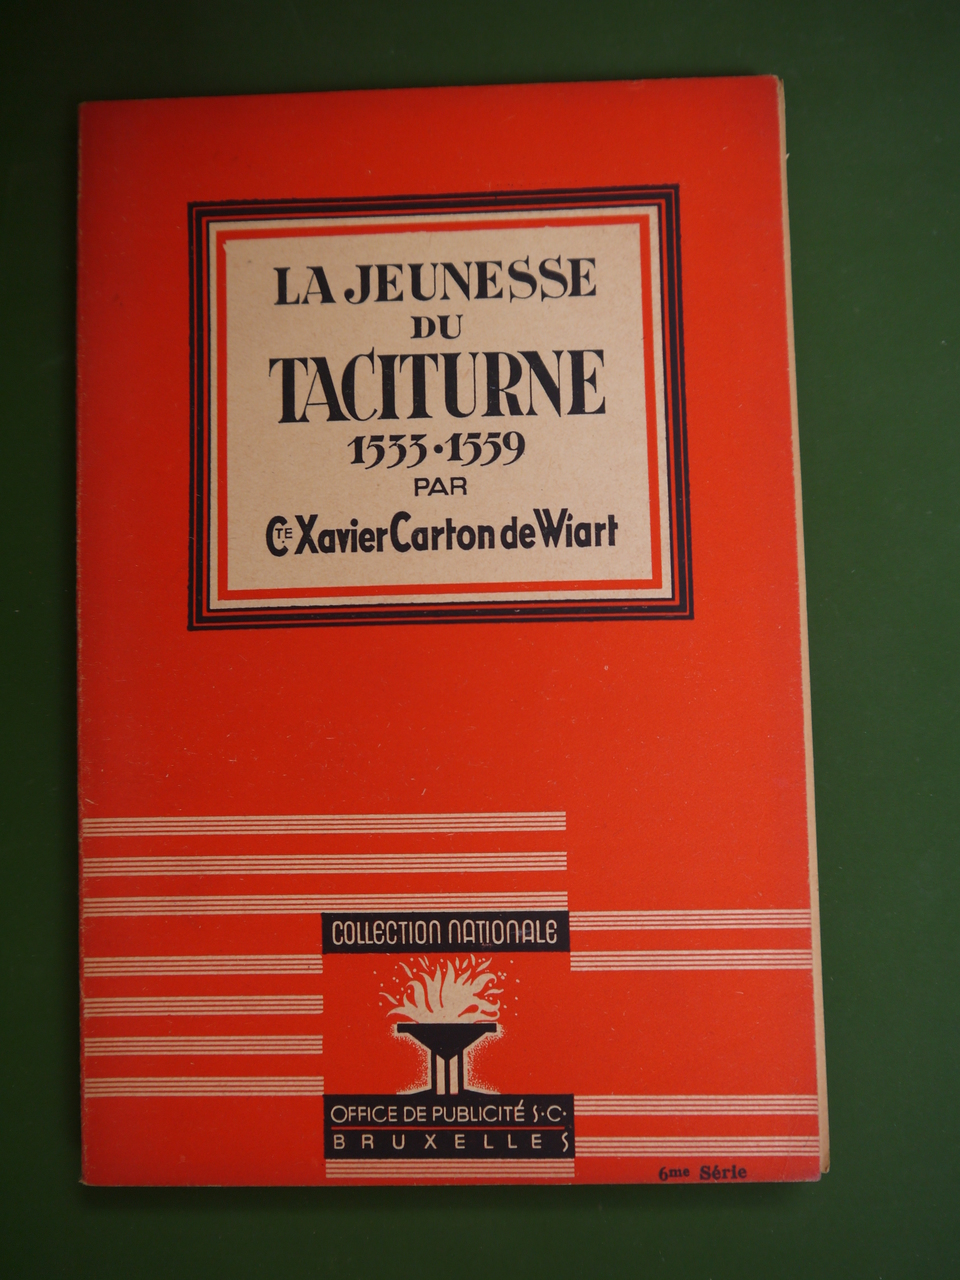 LA JEUNESSE
DU
TACITURNE
1533•1559
PAR
CTE Xavier Carton de Wiart
COLLECTION NATIONALE
OFFICE DE PUBLICITÉ S.C.
BRUXELLES
6me Série